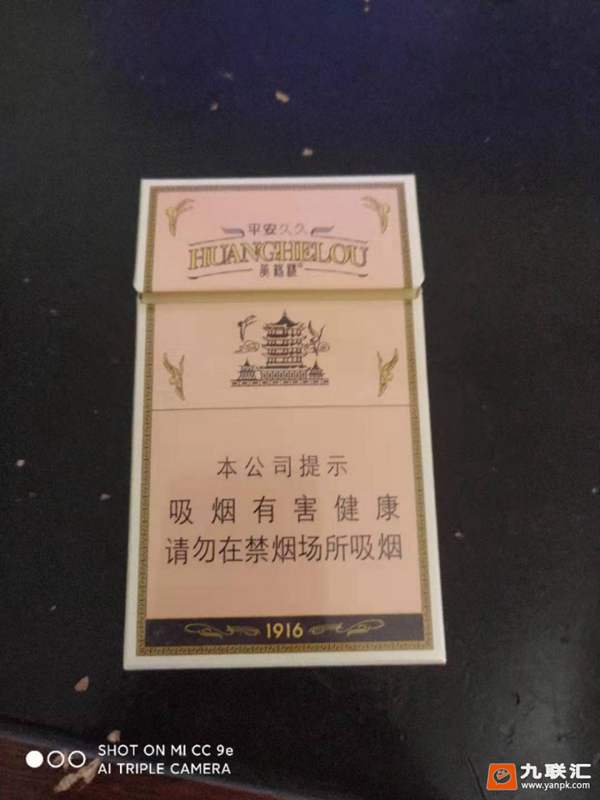 平安久久
HUANGHELOU
黄鹤楼
本公司提示
吸烟有害健康
请勿在禁烟场所吸烟
1916
SHOT ON MI CC 9e
AI TRIPLE CAMERA
九联汇
www.yanpk.com